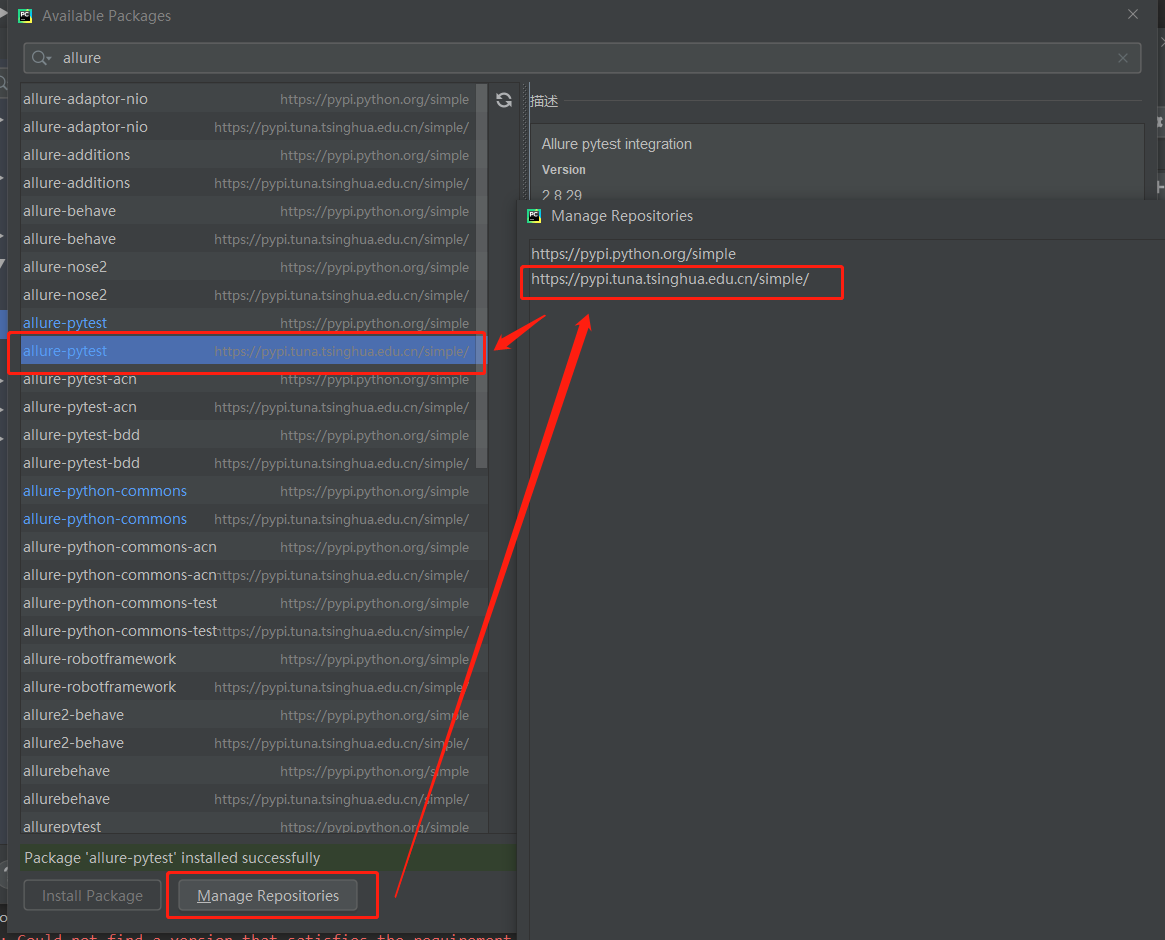 Available Packages
allure
allure-adaptor-nio https://pypi.python.org/simple
allure-adaptor-nio https://pypi.tuna.tsinghua.edu.cn/simple/
allure-additions https://pypi.python.org/simple
allure-additions https://pypi.tuna.tsinghua.edu.cn/simple/
allure-behave https://pypi.python.org/simple
allure-behave https://pypi.tuna.tsinghua.edu.cn/simple/
allure-nose2 https://pypi.python.org/simple
allure-nose2 https://pypi.tuna.tsinghua.edu.cn/simple/
allure-pytest https://pypi.python.org/simple
allure-pytest https://pypi.tuna.tsinghua.edu.cn/simple/
allure-pytest-acn https://pypi.python.org/simple
allure-pytest-acn https://pypi.tuna.tsinghua.edu.cn/simple/
allure-pytest-bdd https://pypi.python.org/simple
allure-pytest-bdd https://pypi.tuna.tsinghua.edu.cn/simple/
allure-python-commons https://pypi.python.org/simple
allure-python-commons https://pypi.tuna.tsinghua.edu.cn/simple/
allure-python-commons-acn https://pypi.python.org/simple
allure-python-commons-acn https://pypi.tuna.tsinghua.edu.cn/simple/
allure-python-commons-test https://pypi.python.org/simple
allure-python-commons-test https://pypi.tuna.tsinghua.edu.cn/simple/
allure-robotframework https://pypi.python.org/simple
allure-robotframework https://pypi.tuna.tsinghua.edu.cn/simple/
allure2-behave https://pypi.python.org/simple
allure2-behave https://pypi.tuna.tsinghua.edu.cn/simple/
allurebehave https://pypi.python.org/simple
allurebehave https://pypi.tuna.tsinghua.edu.cn/simple/
allurepytest https://pypi.python.org/simple
Package 'allure-pytest' installed successfully
Install Package
Manage Repositories
描述
Allure pytest integration
Version
2.8.29
Manage Repositories
https://pypi.python.org/simple
https://pypi.tuna.tsinghua.edu.cn/simple/
: Could not find a version that satisfies the requirement